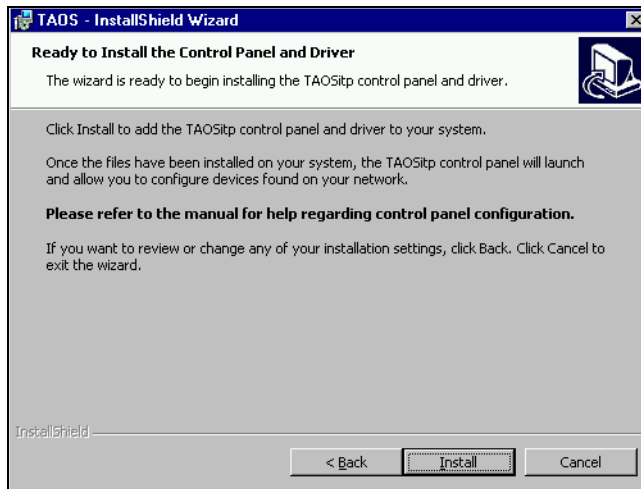 TAOS - InstallShield Wizard
Ready to Install the Control Panel and Driver
The wizard is ready to begin installing the TAOSitp control panel and driver.
Click Install to add the TAOSitp control panel and driver to your system.
Once the files have been installed on your system, the TAOSitp control panel will launch
and allow you to configure devices found on your network.
Please refer to the manual for help regarding control panel configuration.
If you want to review or change any of your installation settings, click Back. Click Cancel to
exit the wizard.
InstallShield
< Back Install Cancel